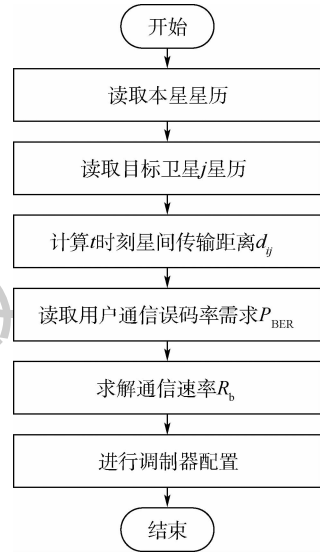 开始
读取本星星历
读取目标卫星j星历
计算t时刻星间传输距离d_ij
读取用户通信误码率需求P_BER
求解通信速率R_b
进行调制器配置
结束